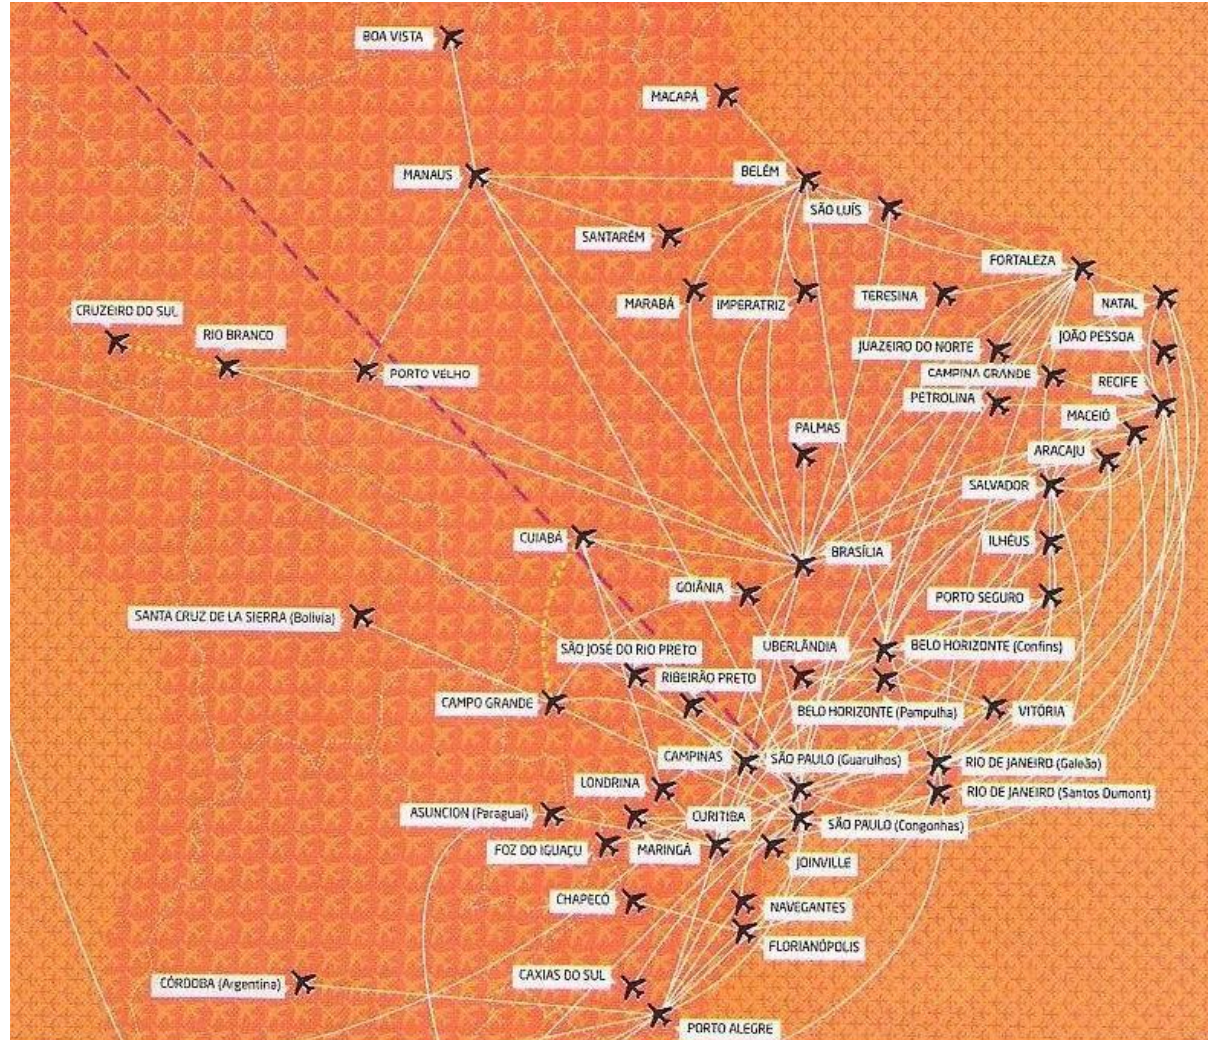 BOA VISTA
MACAPÁ
MANAUS
BELÉM
SÃO LUÍS
SANTARÉM
FORTALEZA
MARABÁ
IMPERATRIZ
TERESINA
NATAL
CRUZEIRO DO SUL
RIO BRANCO
JOÃO PESSOA
JUAZEIRO DO NORTE
PORTO VELHO
CAMPINA GRANDE
RECIFE
PETROLINA
MACEIÓ
PALMAS
ARACAJU
SALVADOR
CUIABÁ
BRASÍLIA
ILHÉUS
GOIÂNIA
PORTO SEGURO
SANTA CRUZ DE LA SIERRA (Bolívia)
SÃO JOSÉ DO RIO PRETO
UBERLÂNDIA
BELO HORIZONTE (Confins)
RIBEIRÃO PRETO
CAMPO GRANDE
BELO HORIZONTE (Pampulha)
VITÓRIA
CAMPINAS
SÃO PAULO (Guarulhos)
RIO DE JANEIRO (Galeão)
LONDRINA
RIO DE JANEIRO (Santos Dumont)
ASUNCION (Paraguai)
CURITIBA
SÃO PAULO (Congonhas)
FOZ DO IGUAÇU
MARINGÁ
JOINVILLE
CHAPECÓ
NAVEGANTES
FLORIANÓPOLIS
CAXIAS DO SUL
CÓRDOBA (Argentina)
PORTO ALEGRE